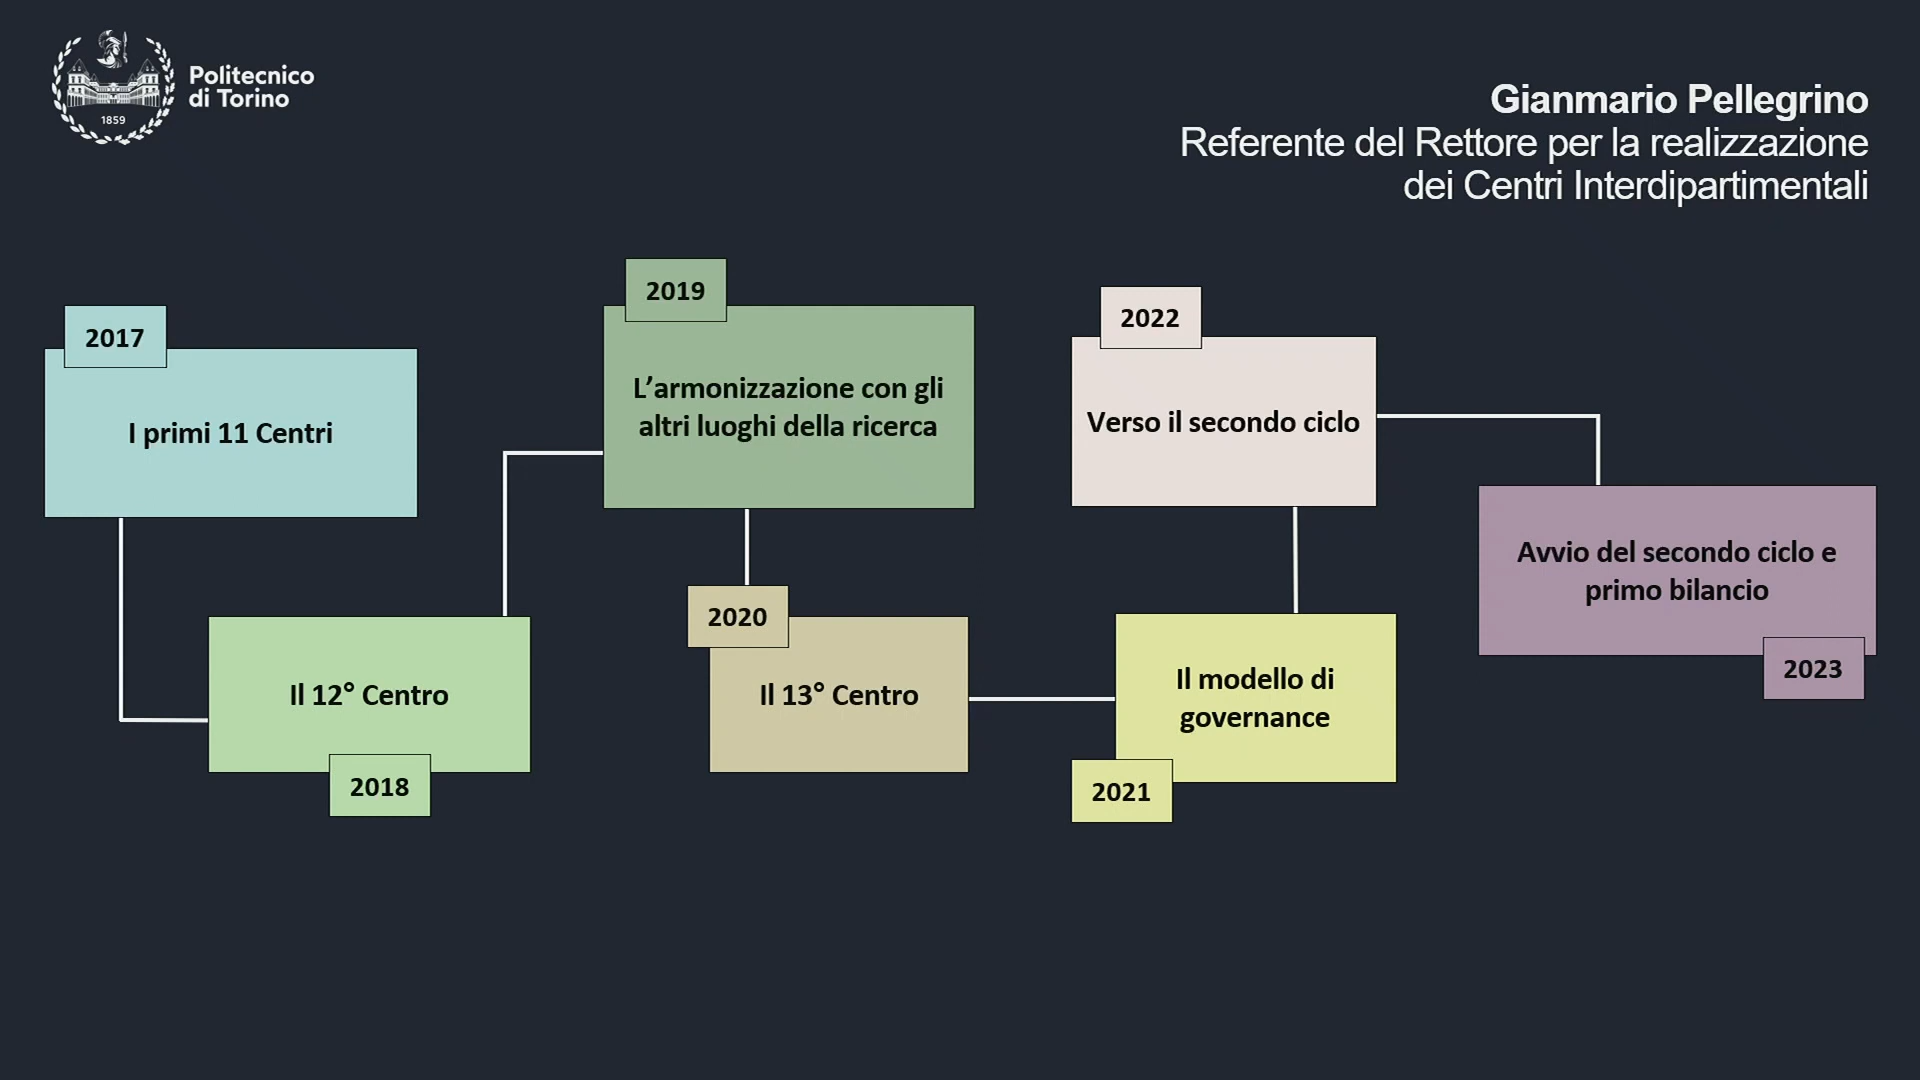 Politecnico
di Torino
1859
Gianmario Pellegrino
Referente del Rettore per la realizzazione
dei Centri Interdipartimentali
2017
I primi 11 Centri
Il 12° Centro
2018
2019
L’armonizzazione con gli
altri luoghi della ricerca
2020
Il 13° Centro
Il modello di
governance
2021
2022
Verso il secondo ciclo
Avvio del secondo ciclo e
primo bilancio
2023